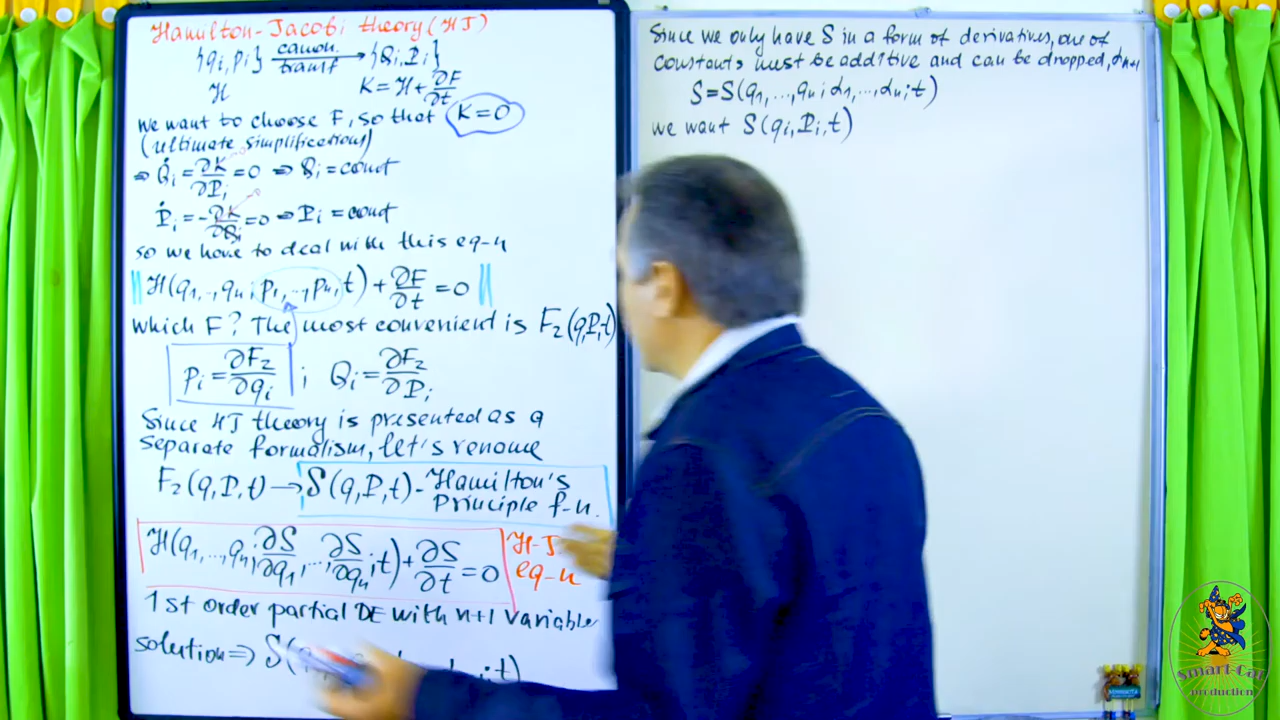 Hamilton-Jacobi theory (HJ)
{qi, pi} canon. transf → {Qi, Pi}
H K = H + ∂F/∂t
we want to choose F, so that K=0
(ultimate simplification)
⇒ Q̇i = ∂K/∂Pi = 0 ⇒ Qi = const
Ṗi = -∂K/∂Qi = 0 ⇒ Pi = const
so we have to deal with this eq-n
H(q1,..,qn; p1,..,pn, t) + ∂F/∂t = 0
which F? The most convenient is F2(q,P,t)
pi = ∂F2/∂qi ; Qi = ∂F2/∂Pi
Since HJ theory is presented as a
separate formalism, let's rename
F2(q,P,t) → S(q,P,t) - Hamilton's
Principle f-n.
H(q1,...,qn; ∂S/∂q1,...,∂S/∂qn; t) + ∂S/∂t = 0 H-J eq-n
1st order partial DE with n+1 variables
solution ⇒ S( ; t)
Since we only have S in a form of derivatives, one of
constants must be additive and can be dropped, αn+1
S = S(q1,...,qn; α1,...,αn; t)
we want S(qi, Pi, t)
Smart Cat
production